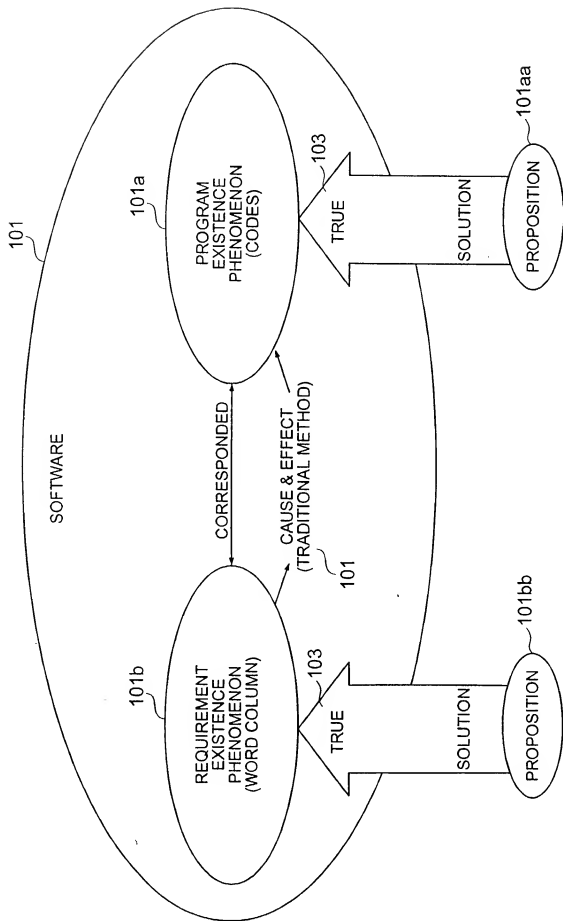 101
SOFTWARE
101b
REQUIREMENT
EXISTENCE
PHENOMENON
(WORD COLUMN)
CORRESPONDED
CAUSE & EFFECT
(TRADITIONAL METHOD)
101
101a
PROGRAM
EXISTENCE
PHENOMENON
(CODES)
103
TRUE
SOLUTION
101bb
PROPOSITION
103
TRUE
SOLUTION
101aa
PROPOSITION